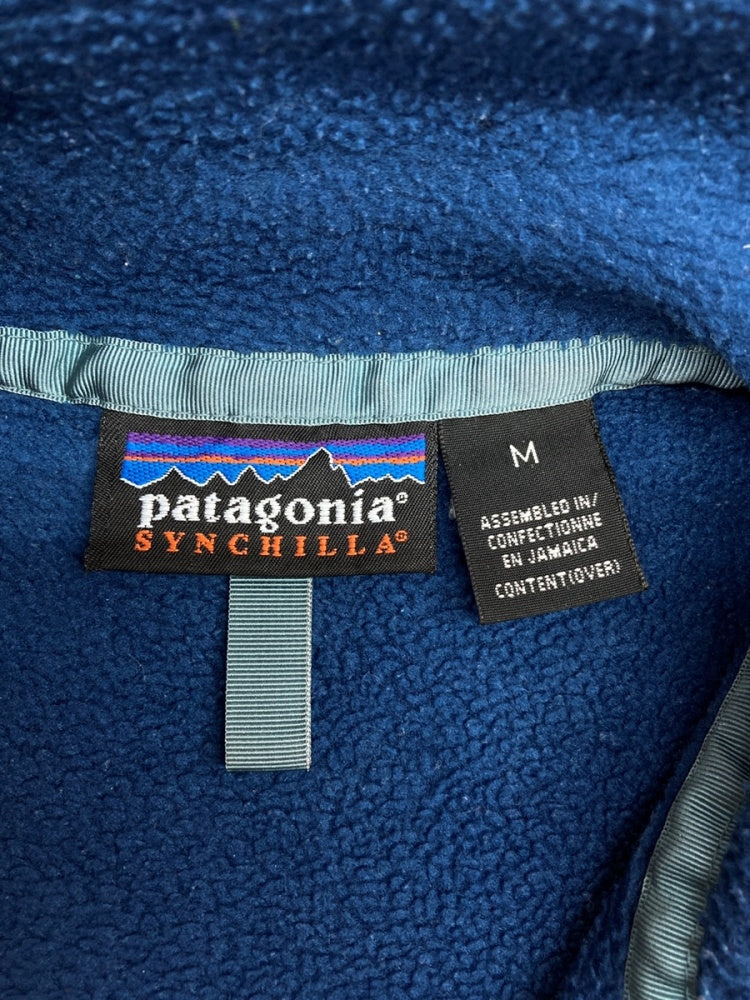 patagonia®
SYNCHILLA®
M
ASSEMBLED IN/
CONFECTIONNE
EN JAMAICA
CONTENT(OVER)